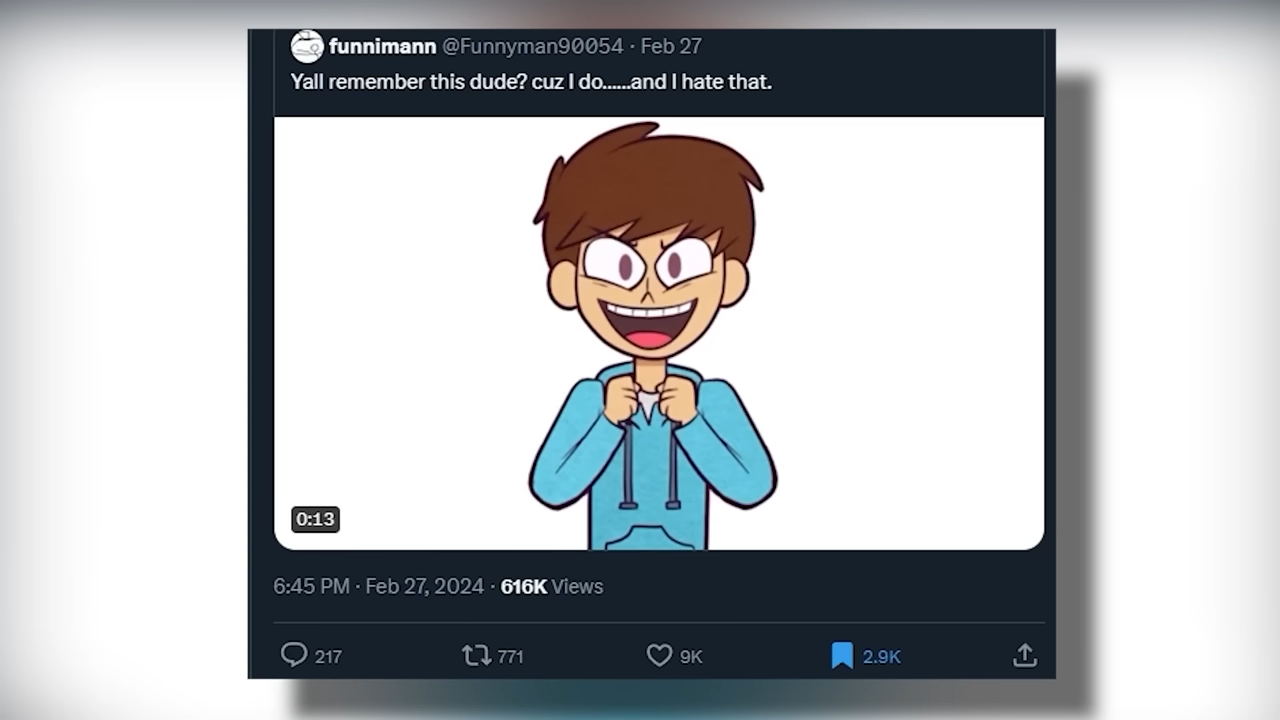 funnimann @Funnyman90054 · Feb 27
Yall remember this dude? cuz I do......and I hate that.
0:13
6:45 PM · Feb 27, 2024 · 616K Views
217 771 9K 2.9K